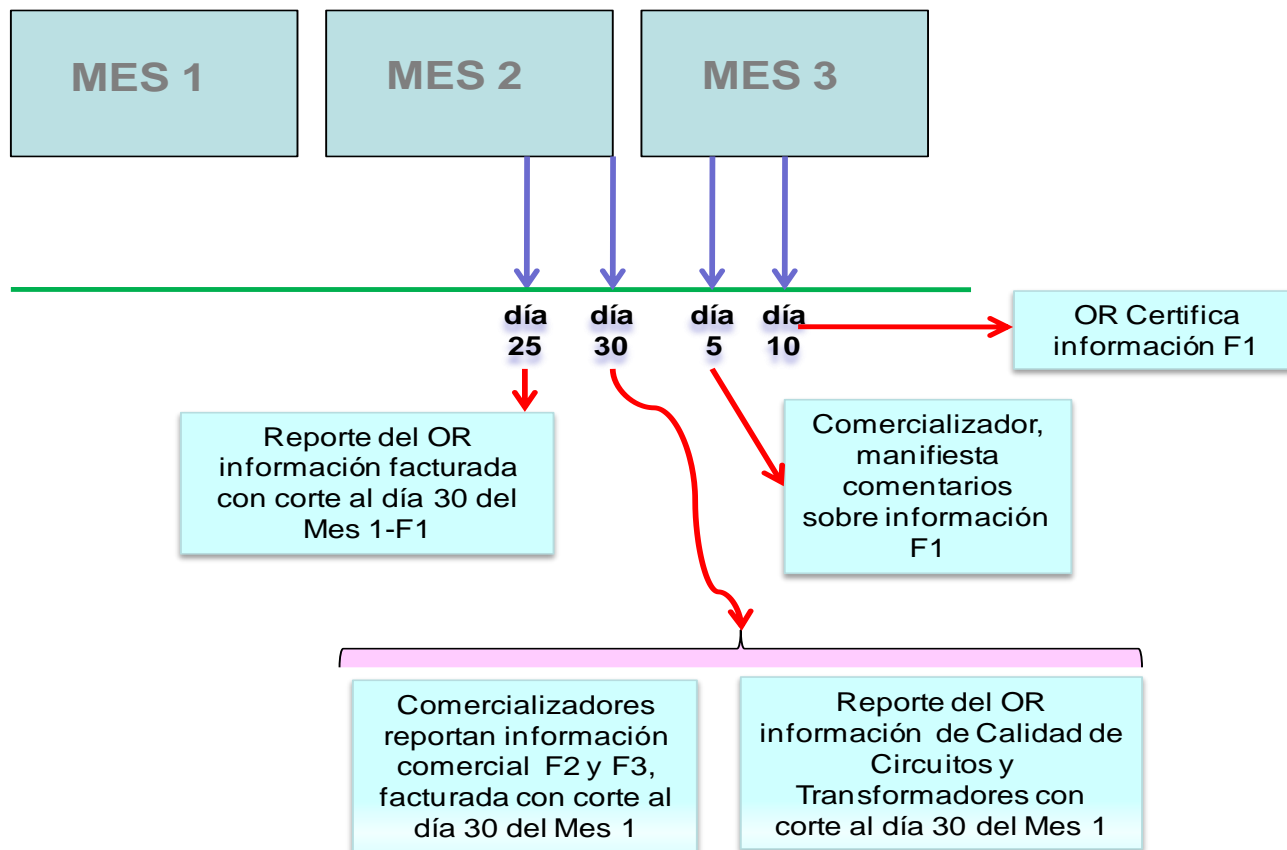 MES 1
MES 2
MES 3
día
25
día
30
día
5
día
10
OR Certifica
información F1
Reporte del OR
información facturada
con corte al día 30 del
Mes 1-F1
Comercializador,
manifiesta
comentarios
sobre información
F1
Comercializadores
reportan información
comercial F2 y F3,
facturada con corte al
día 30 del Mes 1
Reporte del OR
información de Calidad de
Circuitos y
Transformadores con
corte al día 30 del Mes 1